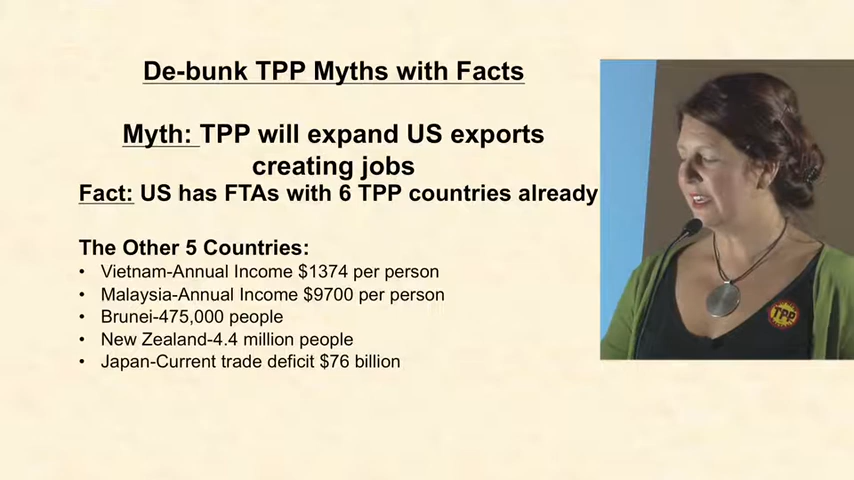 De-bunk TPP Myths with Facts
Myth: TPP will expand US exports
creating jobs
Fact: US has FTAs with 6 TPP countries already
The Other 5 Countries:
• Vietnam-Annual Income $1374 per person
• Malaysia-Annual Income $9700 per person
• Brunei-475,000 people
• New Zealand-4.4 million people
• Japan-Current trade deficit $76 billion
TPP